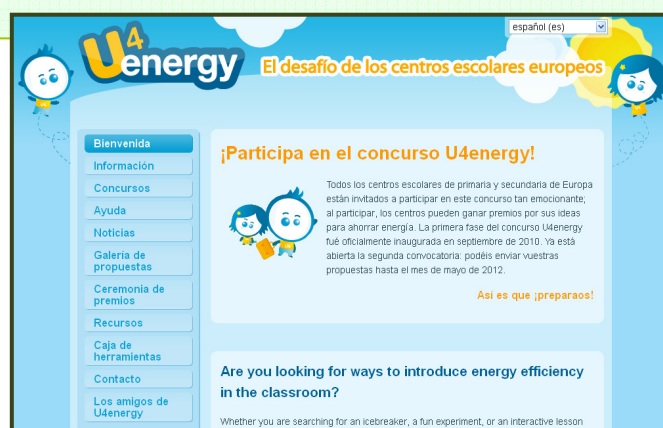 español (es)
U4energy
El desafío de los centros escolares europeos
Bienvenida
Información
Concursos
Ayuda
Noticias
Galería de
propuestas
Ceremonia de
premios
Recursos
Caja de
herramientas
Contacto
Los amigos de
U4energy
¡Participa en el concurso U4energy!
Todos los centros escolares de primaria y secundaria de Europa
están invitados a participar en este concurso tan emocionante;
al participar, los centros pueden ganar premios por sus ideas
para ahorrar energía. La primera fase del concurso U4energy
fué oficialmente inaugurada en septiembre de 2010. Ya está
abierta la segunda convocatoria: podéis enviar vuestras
propuestas hasta el mes de mayo de 2012.
Así es que ¡preparaos!
Are you looking for ways to introduce energy efficiency
in the classroom?
Whether you are searching for an icebreaker, a fun experiment, or an interactive lesson